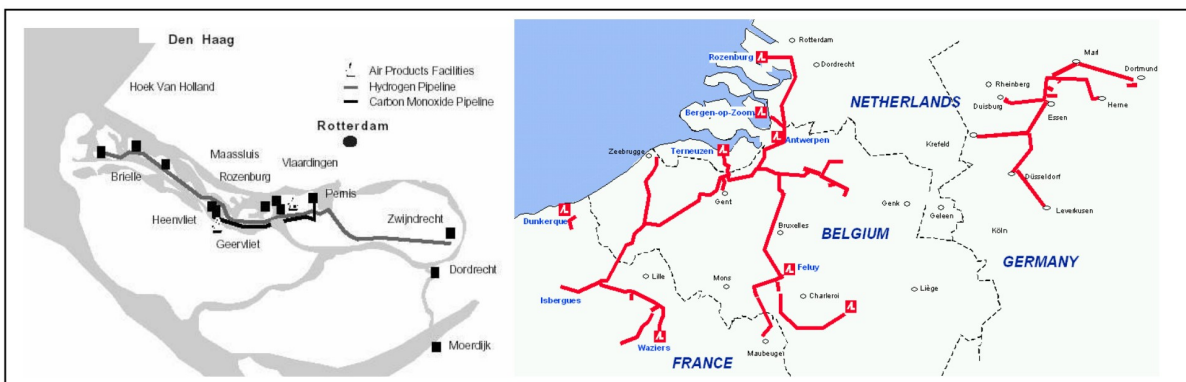 Den Haag
Hoek Van Holland
Air Products Facilities
Hydrogen Pipeline
Carbon Monoxide Pipeline
Rotterdam
Maassluis
Vlaardingen
Brielle
Rozenburg
Pernis
Heenvliet
Zwijndrecht
Geervliet
Dordrecht
Moerdijk
Rotterdam
Rozenburg
Dordrecht
Marl
Dortmund
Rheinberg
NETHERLANDS
Duisburg
Herne
Essen
Bergen-op-Zoom
Antwerpen
Terneuzen
Zeebrugge
Krefeld
Düsseldorf
Gent
Genk
Geleen
Leverkusen
Dunkerque
Bruxelles
BELGIUM
Köln
GERMANY
Lille
Mons
Feluy
Isbergues
Charleroi
Liège
Waziers
Maubeuge
FRANCE